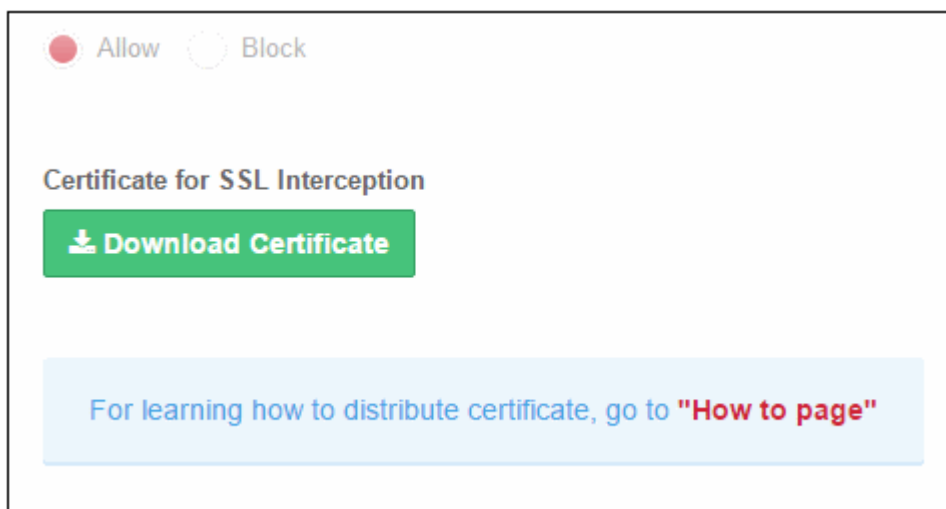 Allow Block
Certificate for SSL Interception
Download Certificate
For learning how to distribute certificate, go to "How to page"